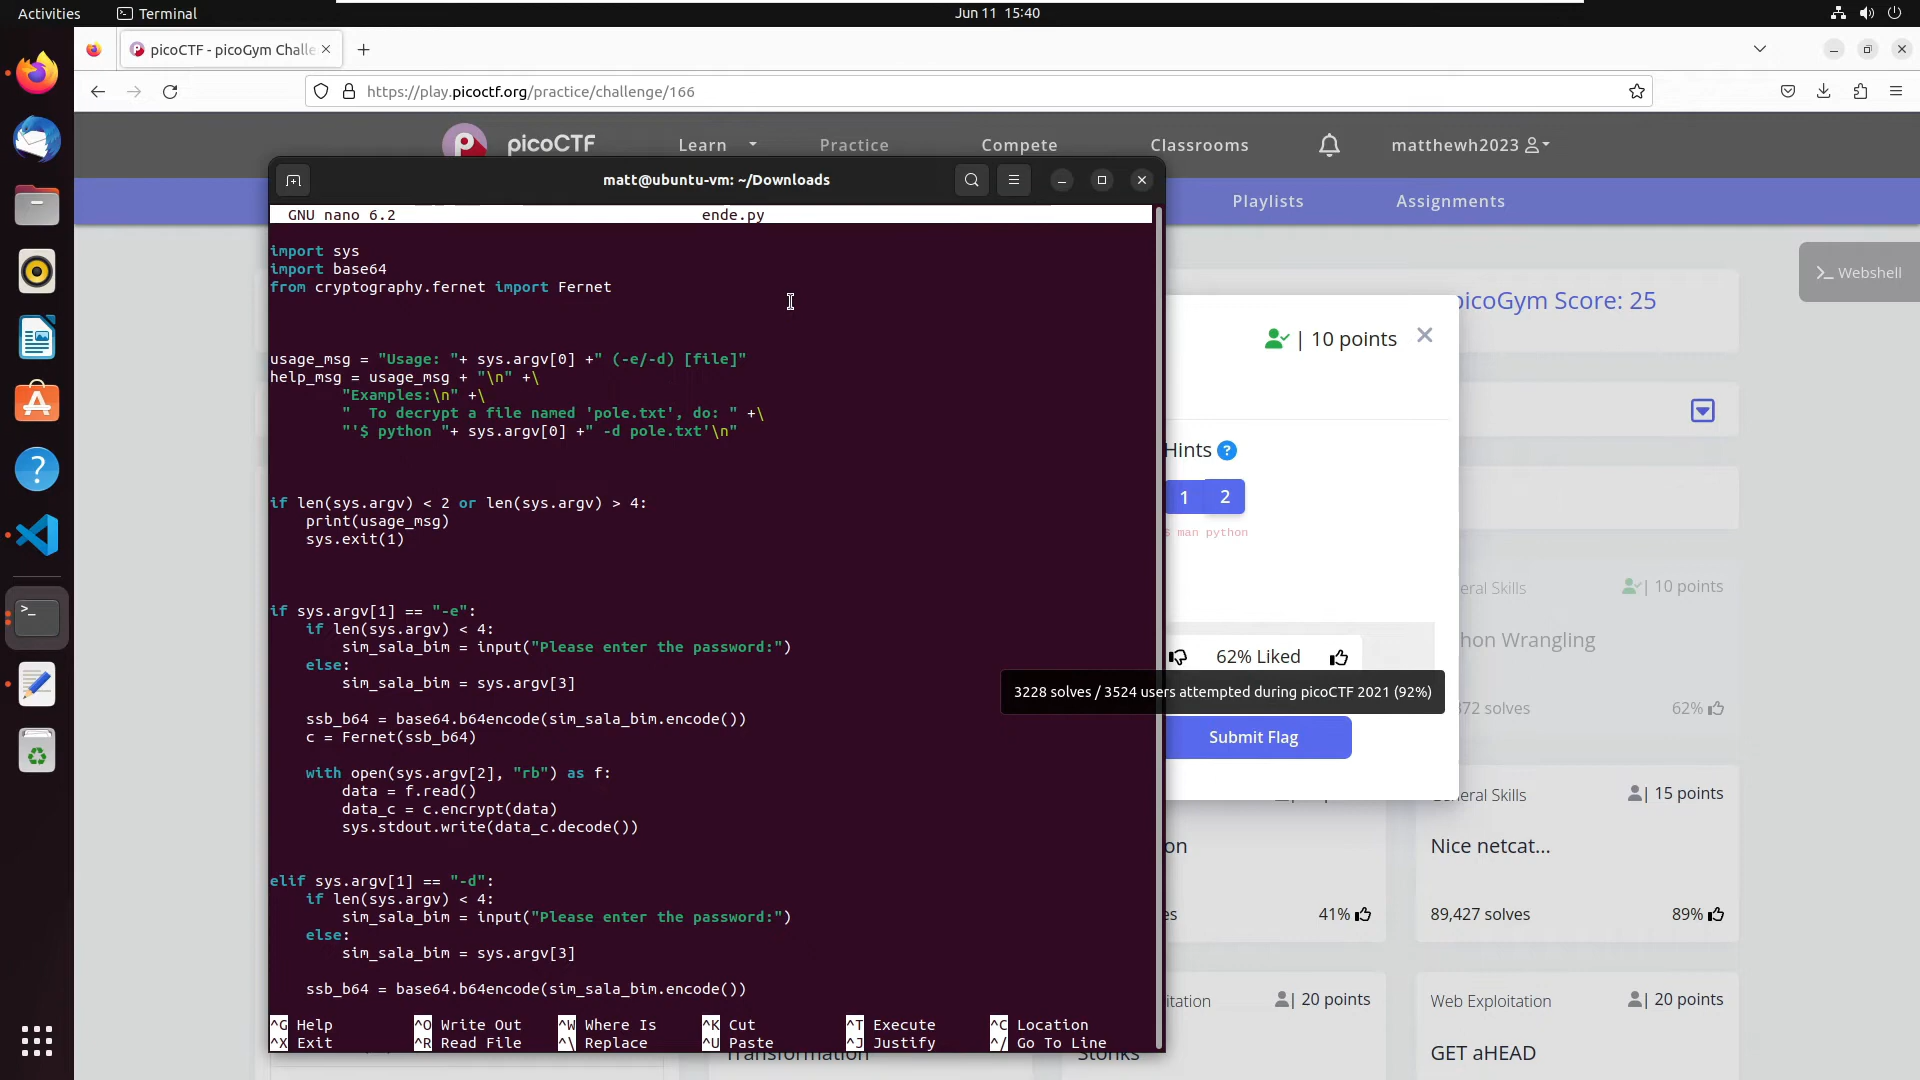 Activities
Terminal
Jun 11 15:40
picoCTF - picoGym Challe
https://play.picoctf.org/practice/challenge/166
picoCTF
Learn
Practice
Compete
Classrooms
matthewh2023
Playlists
Assignments
Webshell
matt@ubuntu-vm: ~/Downloads
GNU nano 6.2
ende.py
import sys
import base64
from cryptography.fernet import Fernet
usage_msg = "Usage: "+ sys.argv[0] +" (-e/-d) [file]"
help_msg = usage_msg + "\n" +\
"Examples:\n" +\
"  To decrypt a file named 'pole.txt', do: " +\
"'$ python "+ sys.argv[0] +" -d pole.txt'\n"
if len(sys.argv) < 2 or len(sys.argv) > 4:
print(usage_msg)
sys.exit(1)
if sys.argv[1] == "-e":
if len(sys.argv) < 4:
sim_sala_bim = input("Please enter the password:")
else:
sim_sala_bim = sys.argv[3]
ssb_b64 = base64.b64encode(sim_sala_bim.encode())
c = Fernet(ssb_b64)
with open(sys.argv[2], "rb") as f:
data = f.read()
data_c = c.encrypt(data)
sys.stdout.write(data_c.decode())
elif sys.argv[1] == "-d":
if len(sys.argv) < 4:
sim_sala_bim = input("Please enter the password:")
else:
sim_sala_bim = sys.argv[3]
ssb_b64 = base64.b64encode(sim_sala_bim.encode())
^G Help
^O Write Out
^W Where Is
^K Cut
^T Execute
^C Location
^X Exit
^R Read File
^\ Replace
^U Paste
^J Justify
^/ Go To Line
picoGym Score: 25
| 10 points
Hints
1
2
$ man python
62% Liked
3228 solves / 3524 users attempted during picoCTF 2021 (92%)
Submit Flag
eral Skills
| 10 points
hon Wrangling
372 solves
62%
General Skills
| 15 points
on
Nice netcat...
es
41%
89,427 solves
89%
itation
| 20 points
Web Exploitation
| 20 points
Transformation
Stonks
GET aHEAD